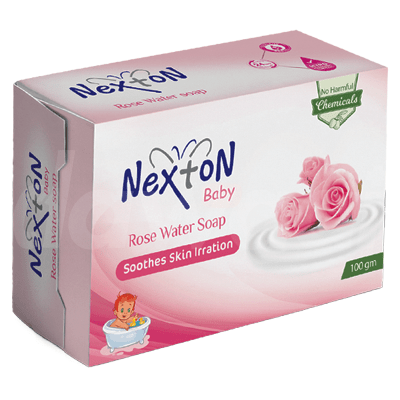 NextoN
Rose Water Soap
No Harmful
Chemicals
NextoN
Baby
Rose Water Soap
Soothes Skin Irration
100 gm
NextoN
Baby
Rose Water soap